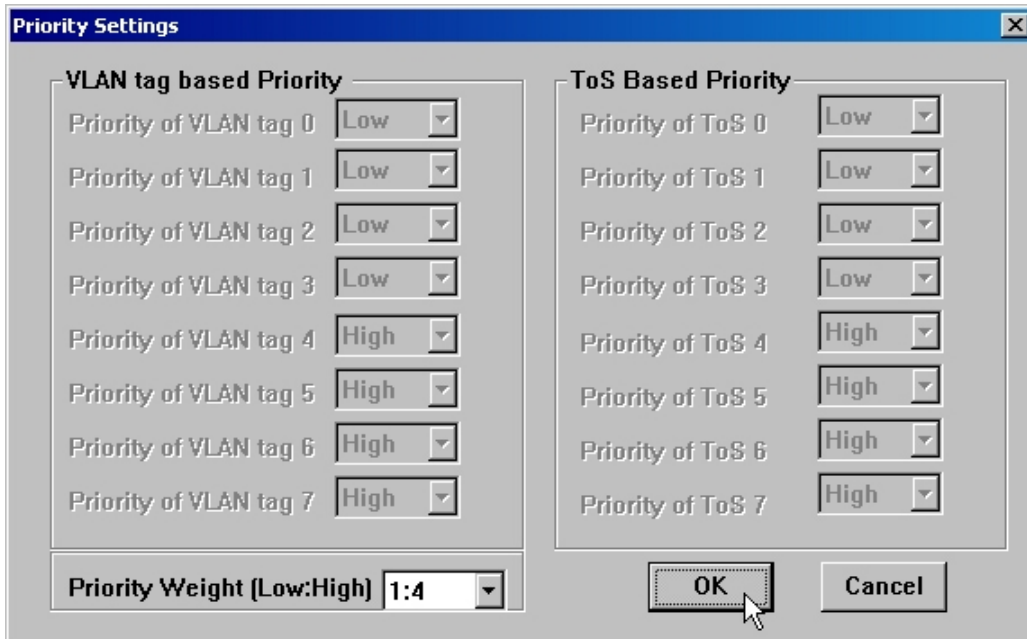 Priority Settings
VLAN tag based Priority
Priority of VLAN tag 0 Low
Priority of VLAN tag 1 Low
Priority of VLAN tag 2 Low
Priority of VLAN tag 3 Low
Priority of VLAN tag 4 High
Priority of VLAN tag 5 High
Priority of VLAN tag 6 High
Priority of VLAN tag 7 High
Priority Weight (Low:High) 1:4
ToS Based Priority
Priority of ToS 0 Low
Priority of ToS 1 Low
Priority of ToS 2 Low
Priority of ToS 3 Low
Priority of ToS 4 High
Priority of ToS 5 High
Priority of ToS 6 High
Priority of ToS 7 High
OK
Cancel